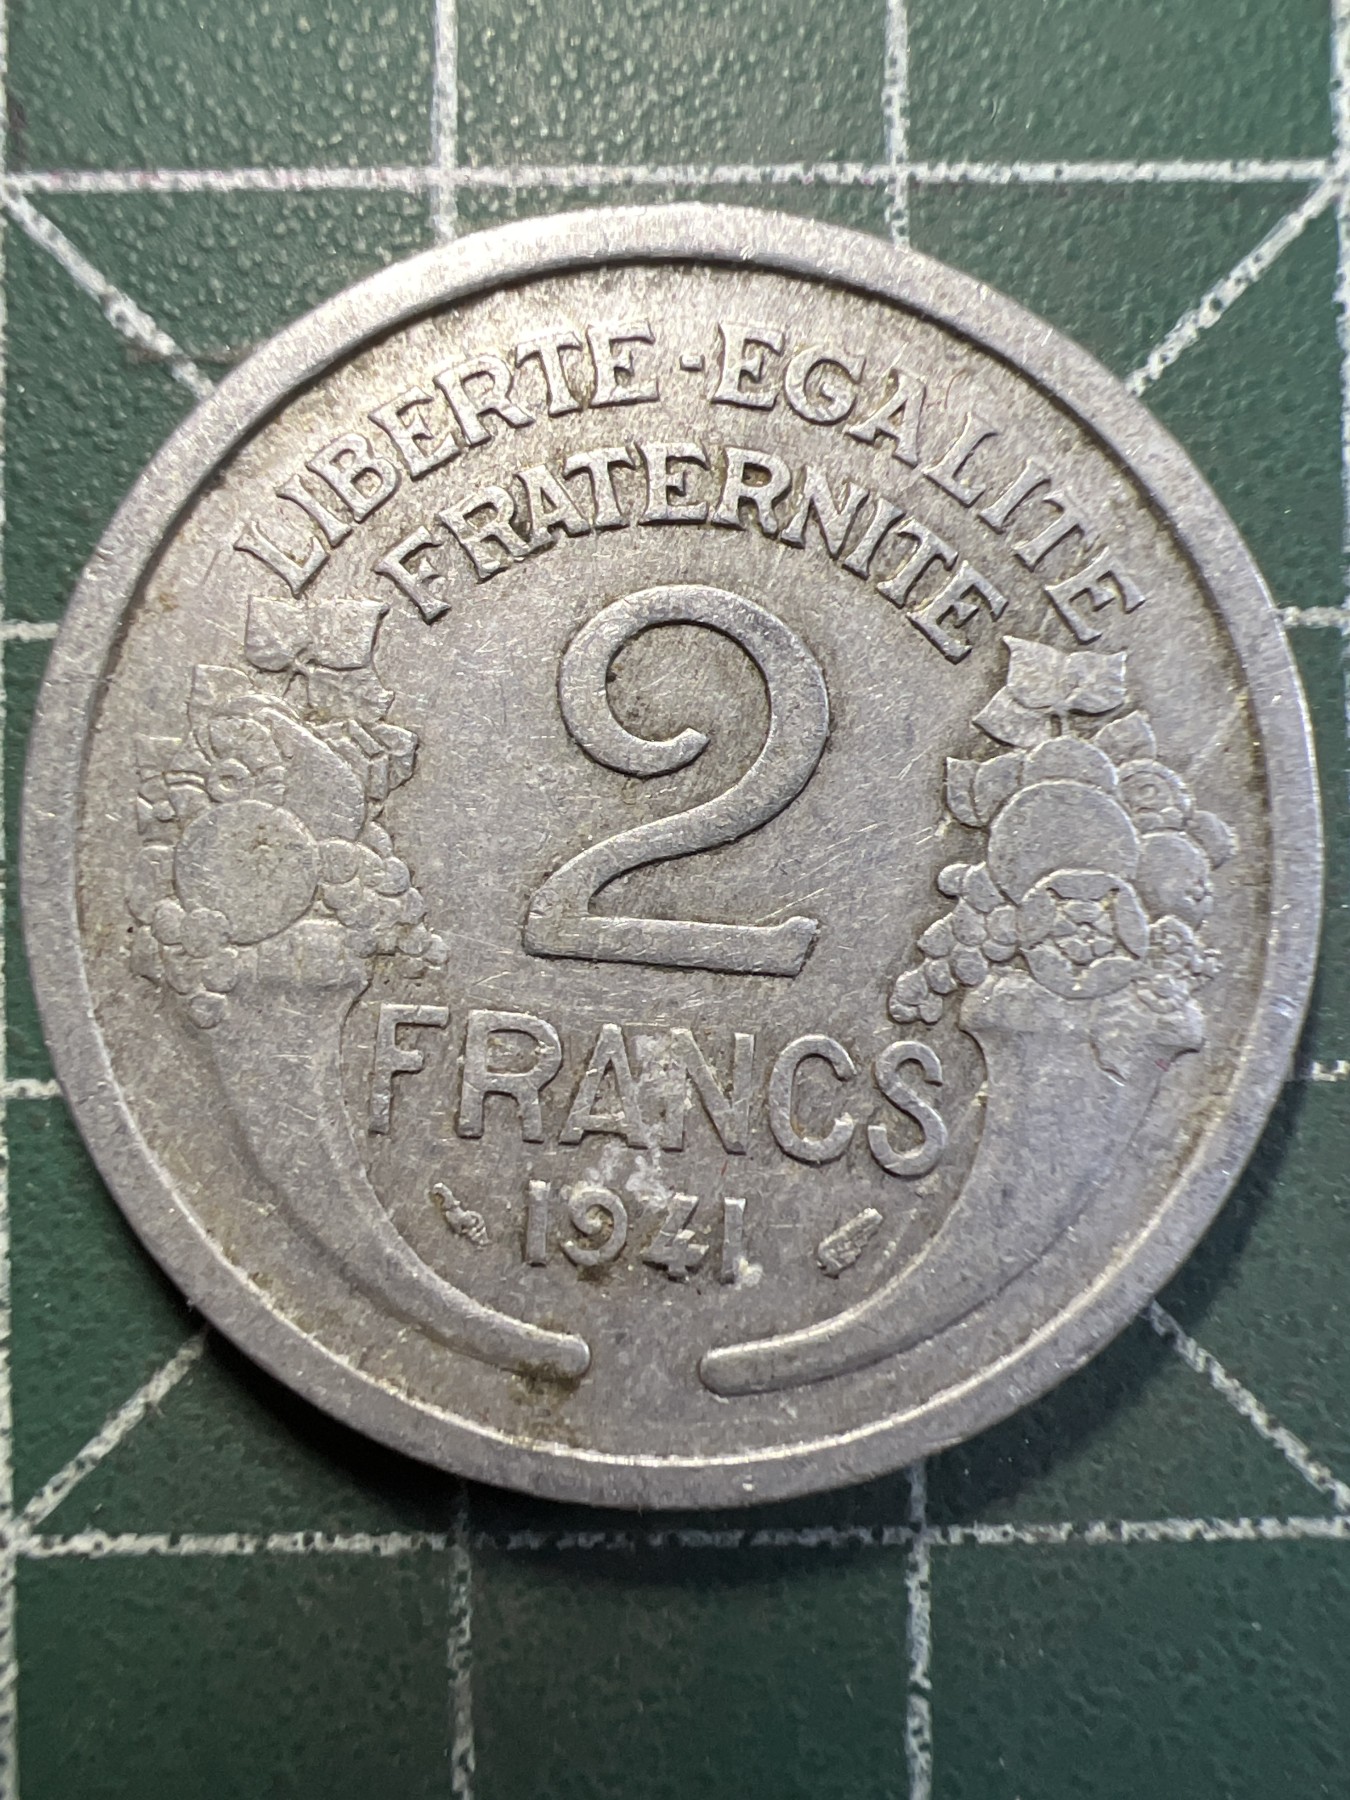 LIBERTE-EGALITE
FRATERNITE
2
FRANCS
1941